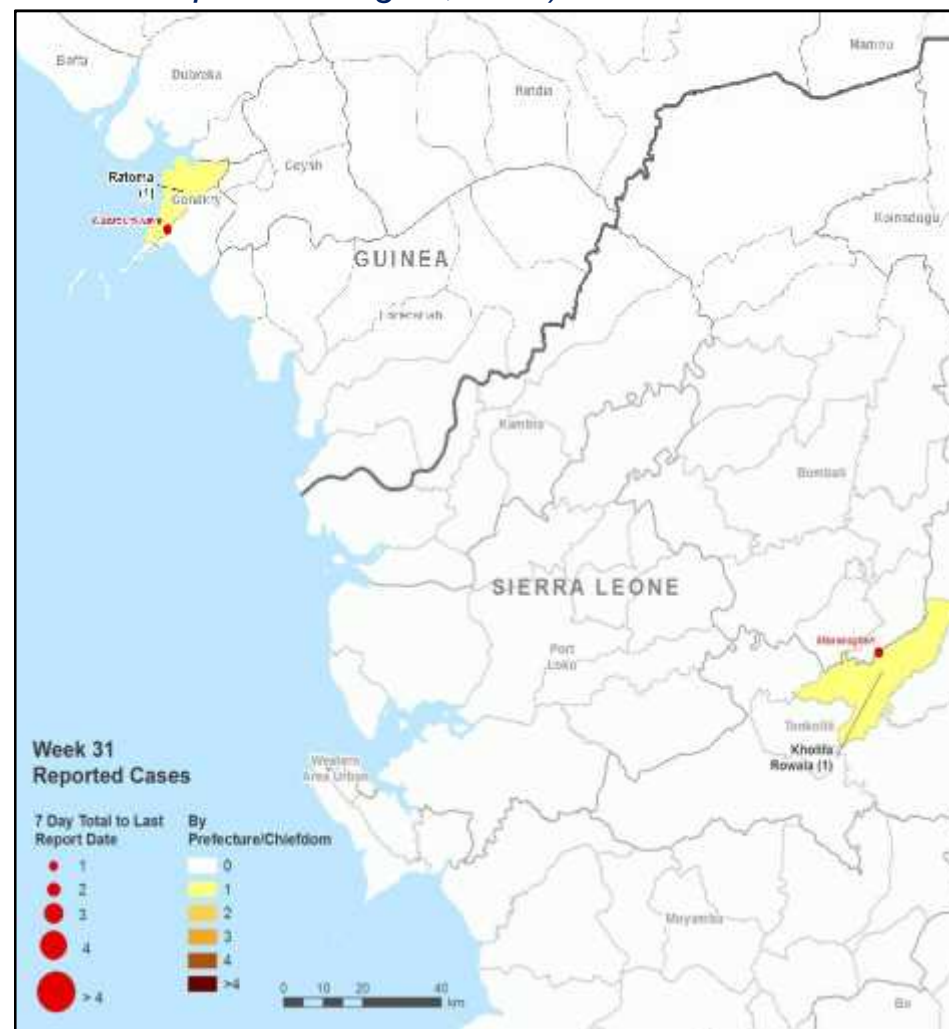 Boffa
Dubreka
Mamou
Kindia
Coyah
Ratoma
(1)
Conakry
GUINEA
Koinadugu
Forecariah
Kambia
Bombali
SIERRA LEONE
Port
Loko
Tonkolili
Kholifa
Rowala (1)
Western
Area Urban
Moyamba
Bo
Week 31
Reported Cases
7 Day Total to Last
Report Date
1
2
3
4
> 4
By
Prefecture/Chiefdom
0
1
2
3
4
>4
0 10 20 40
km